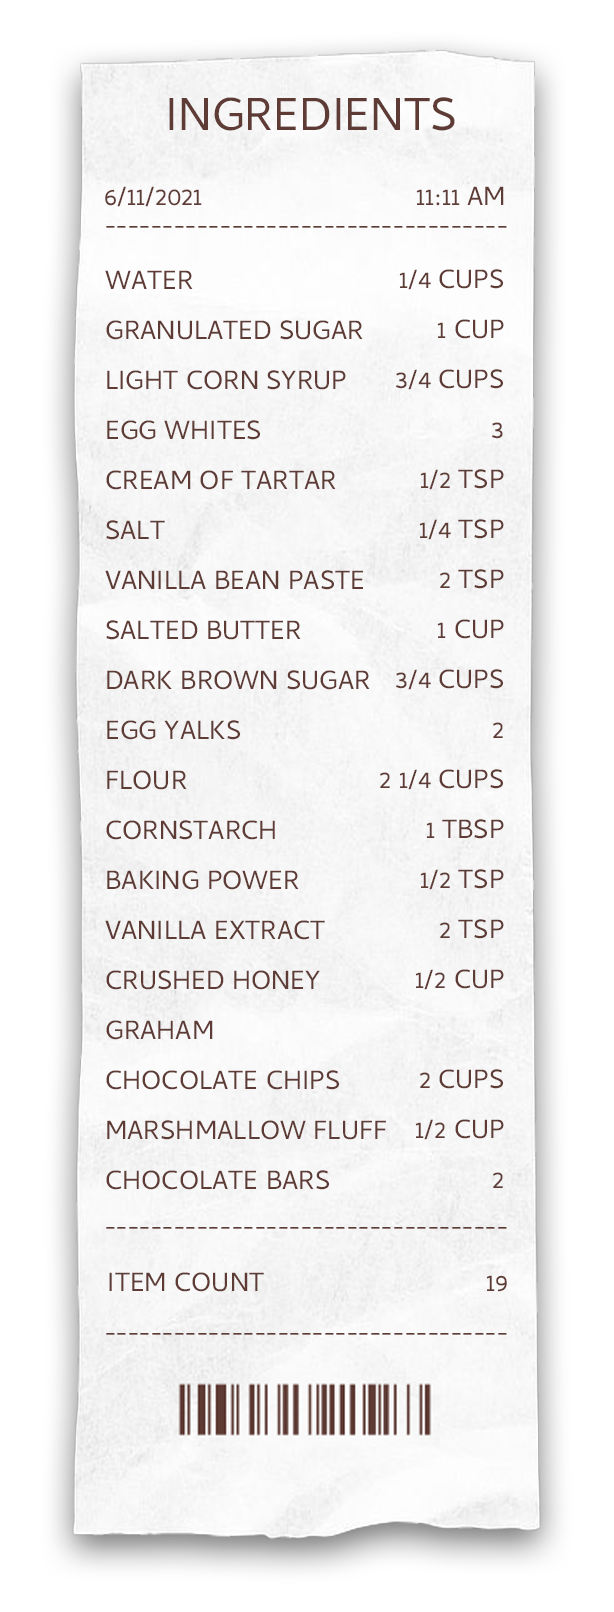 INGREDIENTS
6/11/2021 11:11 AM
----------------------------------
WATER 1/4 CUPS
GRANULATED SUGAR 1 CUP
LIGHT CORN SYRUP 3/4 CUPS
EGG WHITES 3
CREAM OF TARTAR 1/2 TSP
SALT 1/4 TSP
VANILLA BEAN PASTE 2 TSP
SALTED BUTTER 1 CUP
DARK BROWN SUGAR 3/4 CUPS
EGG YALKS 2
FLOUR 2 1/4 CUPS
CORNSTARCH 1 TBSP
BAKING POWER 1/2 TSP
VANILLA EXTRACT 2 TSP
CRUSHED HONEY 1/2 CUP
GRAHAM
CHOCOLATE CHIPS 2 CUPS
MARSHMALLOW FLUFF 1/2 CUP
CHOCOLATE BARS 2
----------------------------------
ITEM COUNT 19
----------------------------------